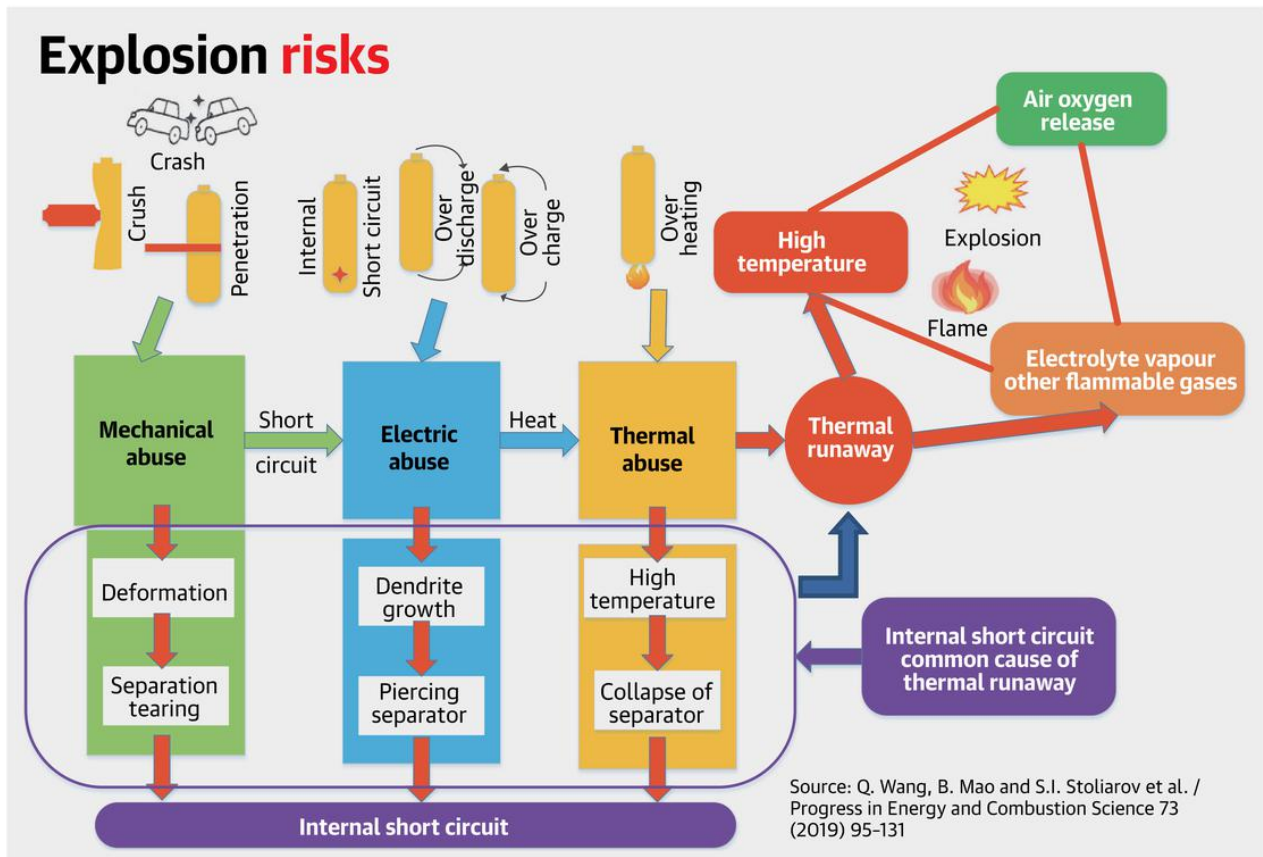 Explosion risks
Crash
Crush
Penetration
Internal
Short circuit
Over
discharge
Over
charge
Over
heating
Air oxygen
release
High
temperature
Explosion
Flame
Electrolyte vapour
other flammable gases
Mechanical
abuse
Short
circuit
Electric
abuse
Heat
Thermal
abuse
Thermal
runaway
Deformation
Separation
tearing
Dendrite
growth
Piercing
separator
High
temperature
Collapse of
separator
Internal short circuit
common cause of
thermal runaway
Internal short circuit
Source: Q. Wang, B. Mao and S.I. Stoliarov et al. /
Progress in Energy and Combustion Science 73
(2019) 95–131